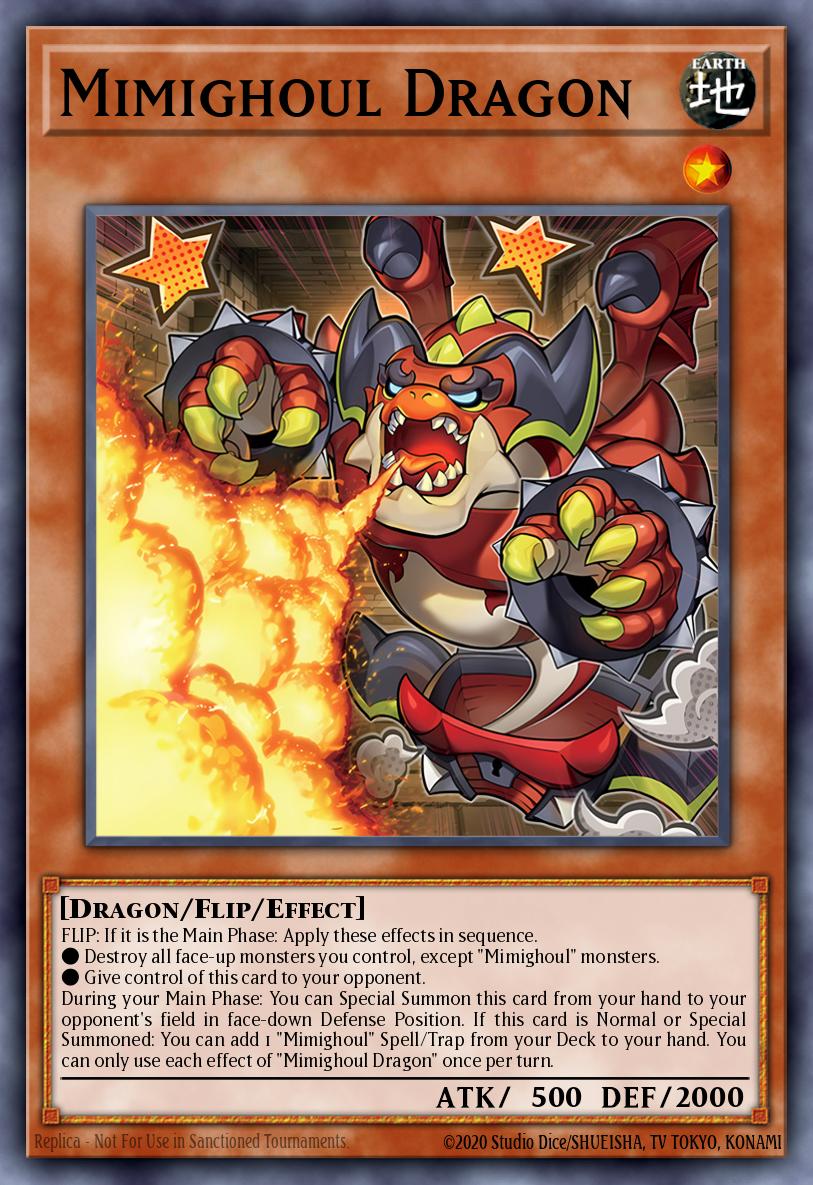 Mimighoul Dragon
EARTH
地
[Dragon/Flip/Effect]
FLIP: If it is the Main Phase: Apply these effects in sequence.
● Destroy all face-up monsters you control, except "Mimighoul" monsters.
● Give control of this card to your opponent.
During your Main Phase: You can Special Summon this card from your hand to your
opponent's field in face-down Defense Position. If this card is Normal or Special
Summoned: You can add 1 "Mimighoul" Spell/Trap from your Deck to your hand. You
can only use each effect of "Mimighoul Dragon" once per turn.
ATK/ 500 DEF/2000
Replica - Not For Use in Sanctioned Tournaments.
©2020 Studio Dice/SHUEISHA, TV TOKYO, KONAMI